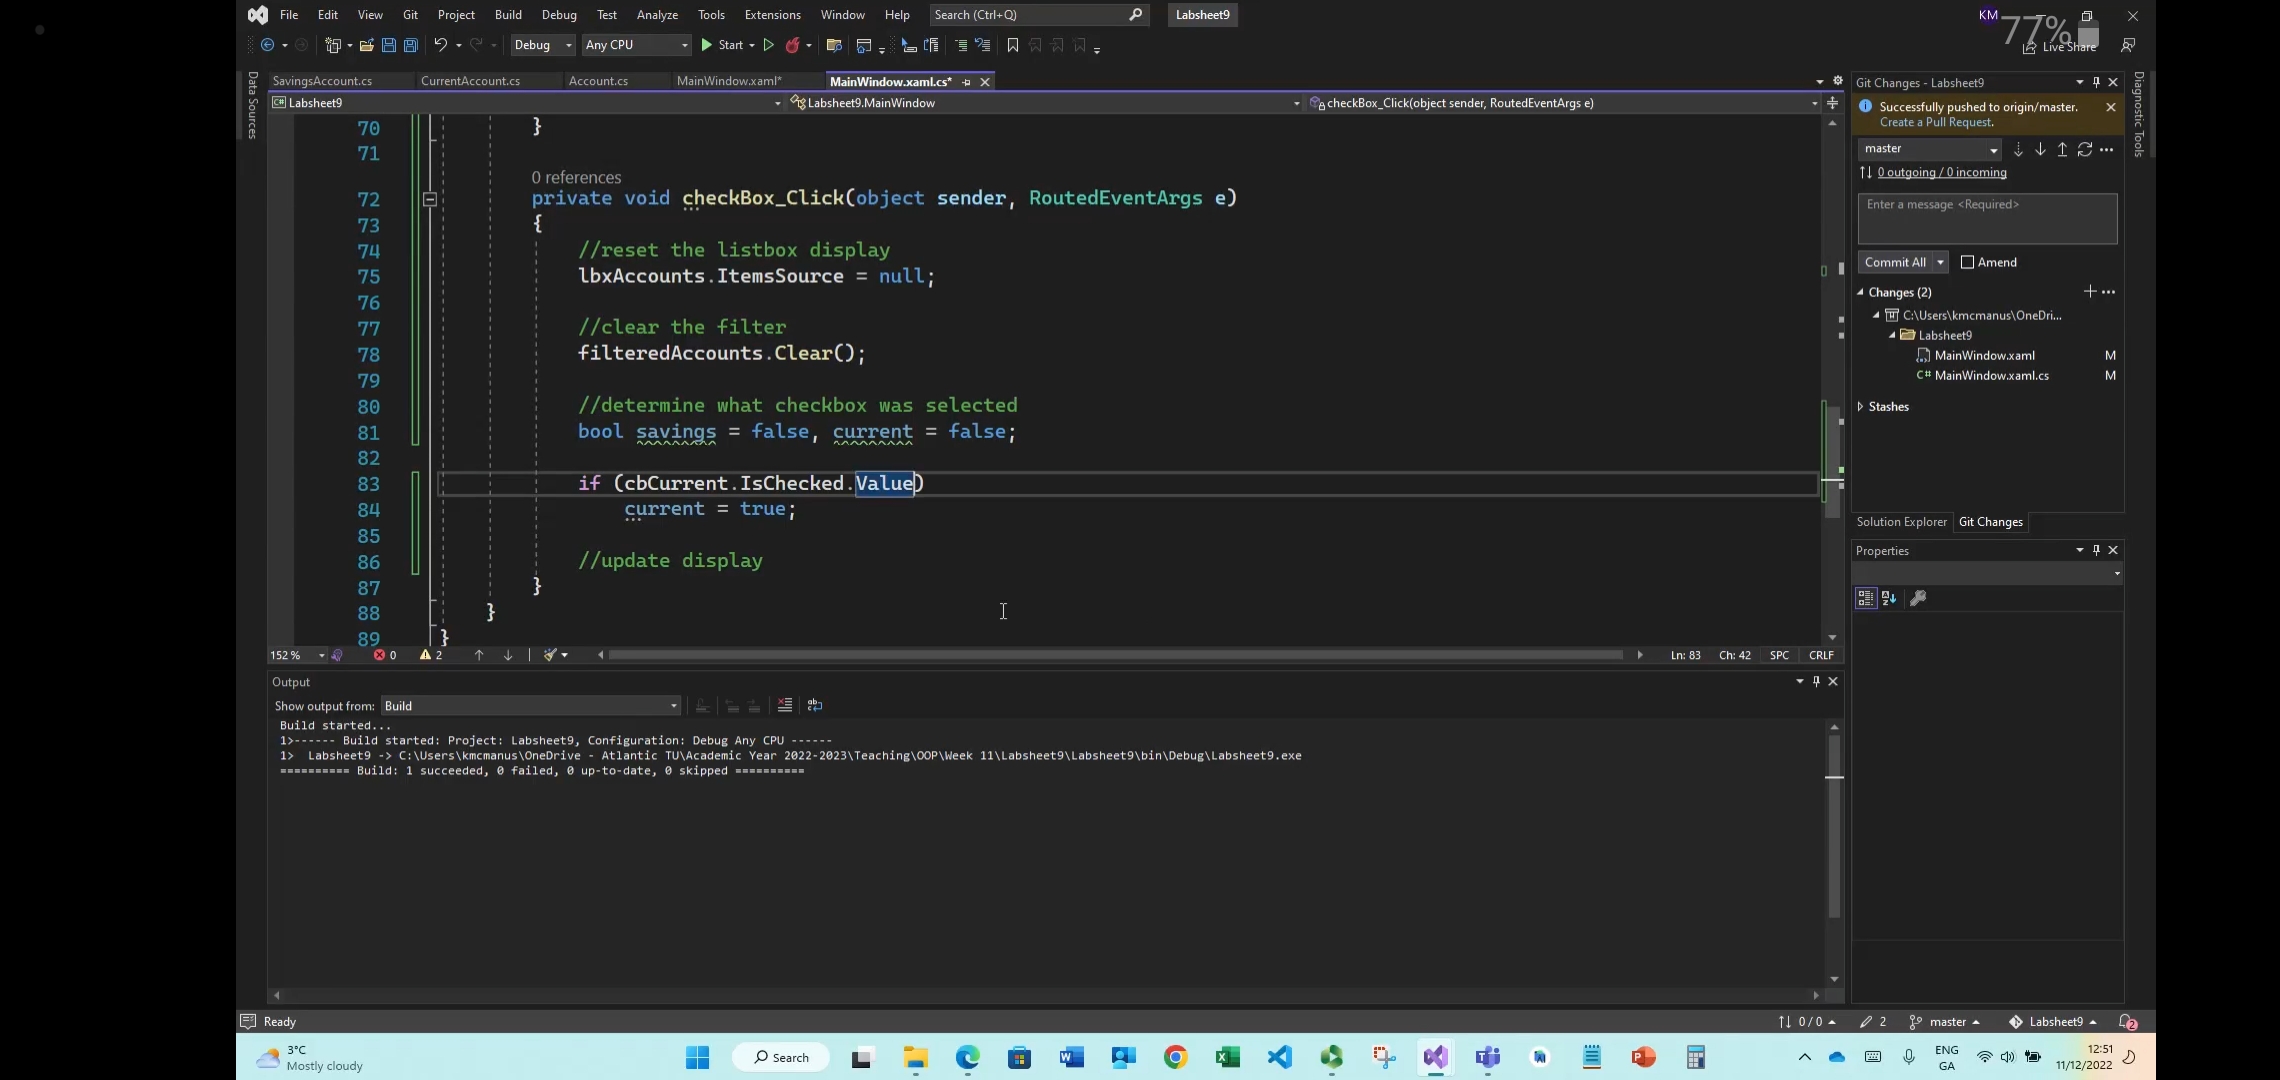 File Edit View Git Project Build Debug Test Analyze Tools Extensions Window Help Search (Ctrl+Q) Labsheet9 KM 77%
Debug Any CPU Start Live Share
SavingsAccount.cs CurrentAccount.cs Account.cs MainWindow.xaml* MainWindow.xaml.cs*
Labsheet9 Labsheet9.MainWindow checkBox_Click(object sender, RoutedEventArgs e)
Data Sources
70 }
71
0 references
72 private void checkBox_Click(object sender, RoutedEventArgs e)
73 {
74 //reset the listbox display
75 lbxAccounts.ItemsSource = null;
76
77 //clear the filter
78 filteredAccounts.Clear();
79
80 //determine what checkbox was selected
81 bool savings = false, current = false;
82
83 if (cbCurrent.IsChecked.Value)
84 current = true;
85
86 //update display
87 }
88 }
89 }
152 % 0 2 Ln: 83 Ch: 42 SPC CRLF
Output
Show output from: Build
Build started...
1>------ Build started: Project: Labsheet9, Configuration: Debug Any CPU ------
1> Labsheet9 -> C:\Users\kmcmanus\OneDrive - Atlantic TU\Academic Year 2022-2023\Teaching\OOP\Week 11\Labsheet9\Labsheet9\bin\Debug\Labsheet9.exe
========== Build: 1 succeeded, 0 failed, 0 up-to-date, 0 skipped ==========
Git Changes - Labsheet9
Successfully pushed to origin/master.
Create a Pull Request.
master
0 outgoing / 0 incoming
Enter a message <Required>
Commit All Amend
Changes (2)
C:\Users\kmcmanus\OneDri...
Labsheet9
MainWindow.xaml M
C# MainWindow.xaml.cs M
Stashes
Solution Explorer Git Changes
Properties
Diagnostic Tools
Ready 0 / 0 2 master Labsheet9 2
3°C
Mostly cloudy
Search
ENG
GA
12:51
11/12/2022